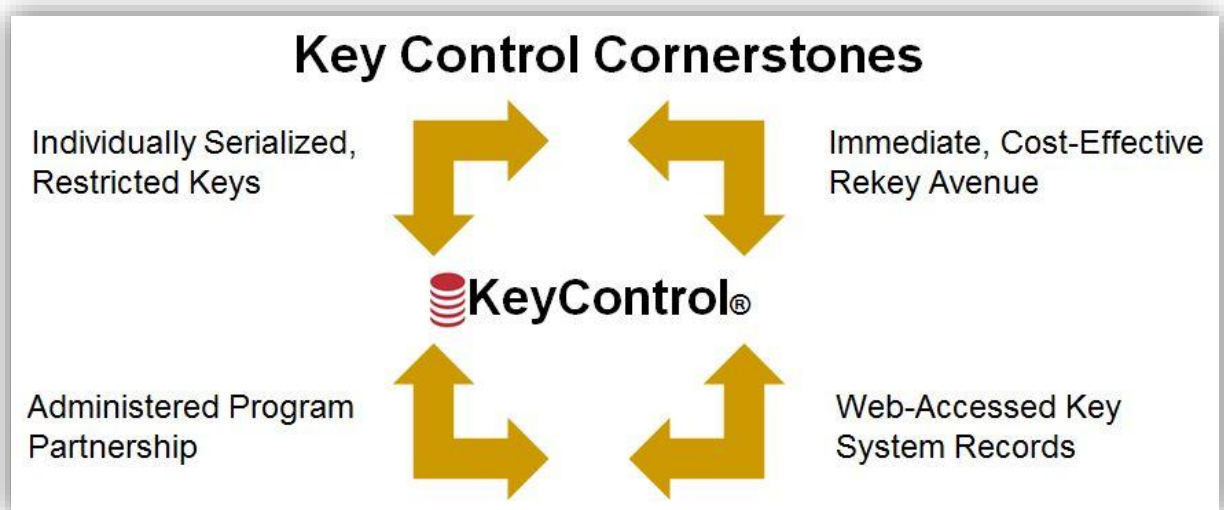 Key Control Cornerstones
Individually Serialized,
Restricted Keys
Immediate, Cost-Effective
Rekey Avenue
KeyControl®
Administered Program
Partnership
Web-Accessed Key
System Records